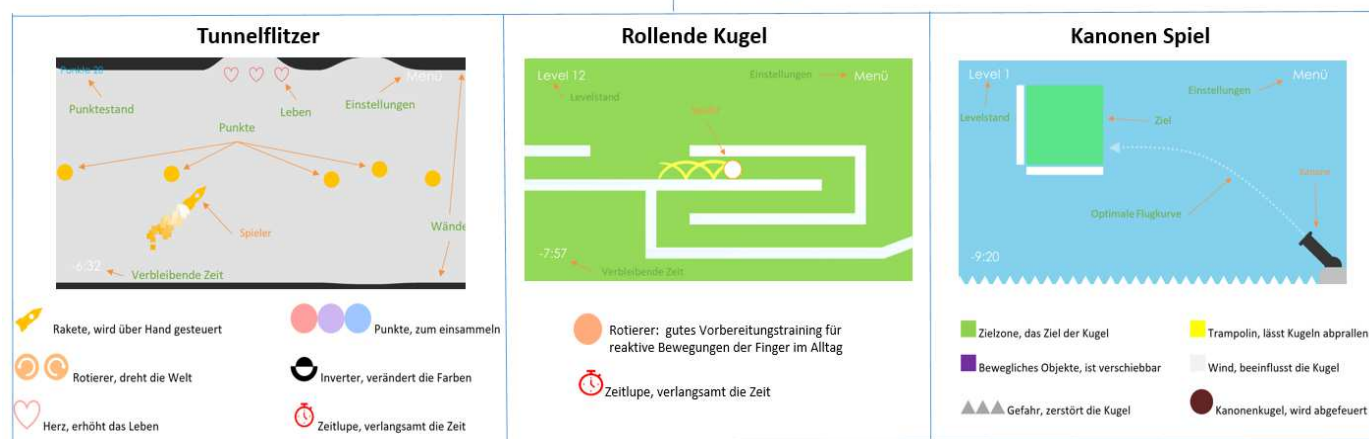 Tunnelflitzer
Punkte 20
Menü
Punktestand
Leben
Einstellungen
Punkte
Spieler
Wände
-6:32
Verbleibende Zeit
Rakete, wird über Hand gesteuert
Punkte, zum einsammeln
Rotierer, dreht die Welt
Inverter, verändert die Farben
Herz, erhöht das Leben
Zeitlupe, verlangsamt die Zeit
Rollende Kugel
Level 12
Einstellungen
Menü
Levelstand
-7:57
Verbleibende Zeit
Rotierer: gutes Vorbereitungstraining für
reaktive Bewegungen der Finger im Alltag
Zeitlupe, verlangsamt die Zeit
Kanonen Spiel
Level 1
Menü
Einstellungen
Levelstand
Ziel
Kanone
Optimale Flugkurve
-9:20
Zielzone, das Ziel der Kugel
Trampolin, lässt Kugeln abprallen
Bewegliches Objekte, ist verschiebbar
Wind, beeinflusst die Kugel
Gefahr, zerstört die Kugel
Kanonenkugel, wird abgefeuert